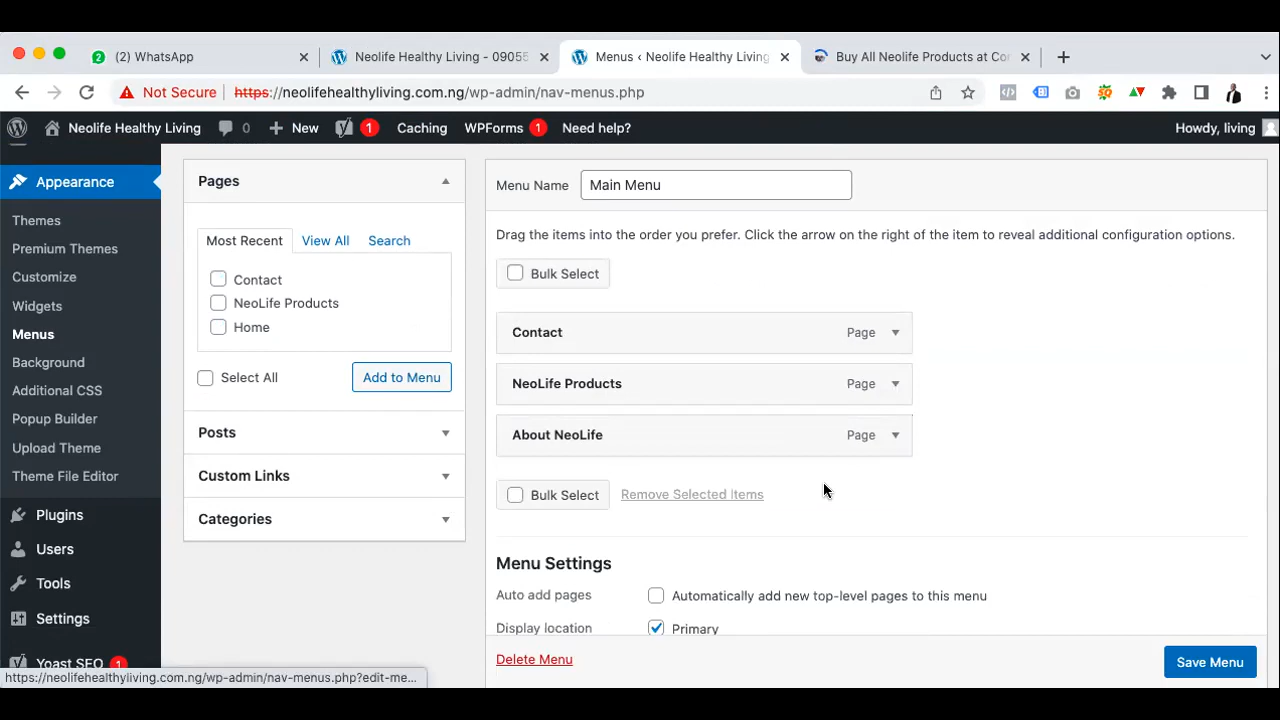 2
(2) WhatsApp
Neolife Healthy Living - 09055
Menus ‹ Neolife Healthy Living
Buy All Neolife Products at Cor
Not Secure
https://neolifehealthyliving.com.ng/wp-admin/nav-menus.php
SQ
Neolife Healthy Living
0
New
1
Caching
WPForms
1
Need help?
Howdy, living
Appearance
Themes
Premium Themes
Customize
Widgets
Menus
Background
Additional CSS
Popup Builder
Upload Theme
Theme File Editor
Plugins
Users
Tools
Settings
Yoast SEO
1
Pages
Most Recent
View All
Search
Contact
NeoLife Products
Home
Select All
Add to Menu
Posts
Custom Links
Categories
Menu Name
Main Menu
Drag the items into the order you prefer. Click the arrow on the right of the item to reveal additional configuration options.
Bulk Select
Contact
Page
NeoLife Products
Page
About NeoLife
Page
Bulk Select
Remove Selected Items
Menu Settings
Auto add pages
Automatically add new top-level pages to this menu
Display location
Primary
Delete Menu
Save Menu
https://neolifehealthyliving.com.ng/wp-admin/nav-menus.php?edit-me...